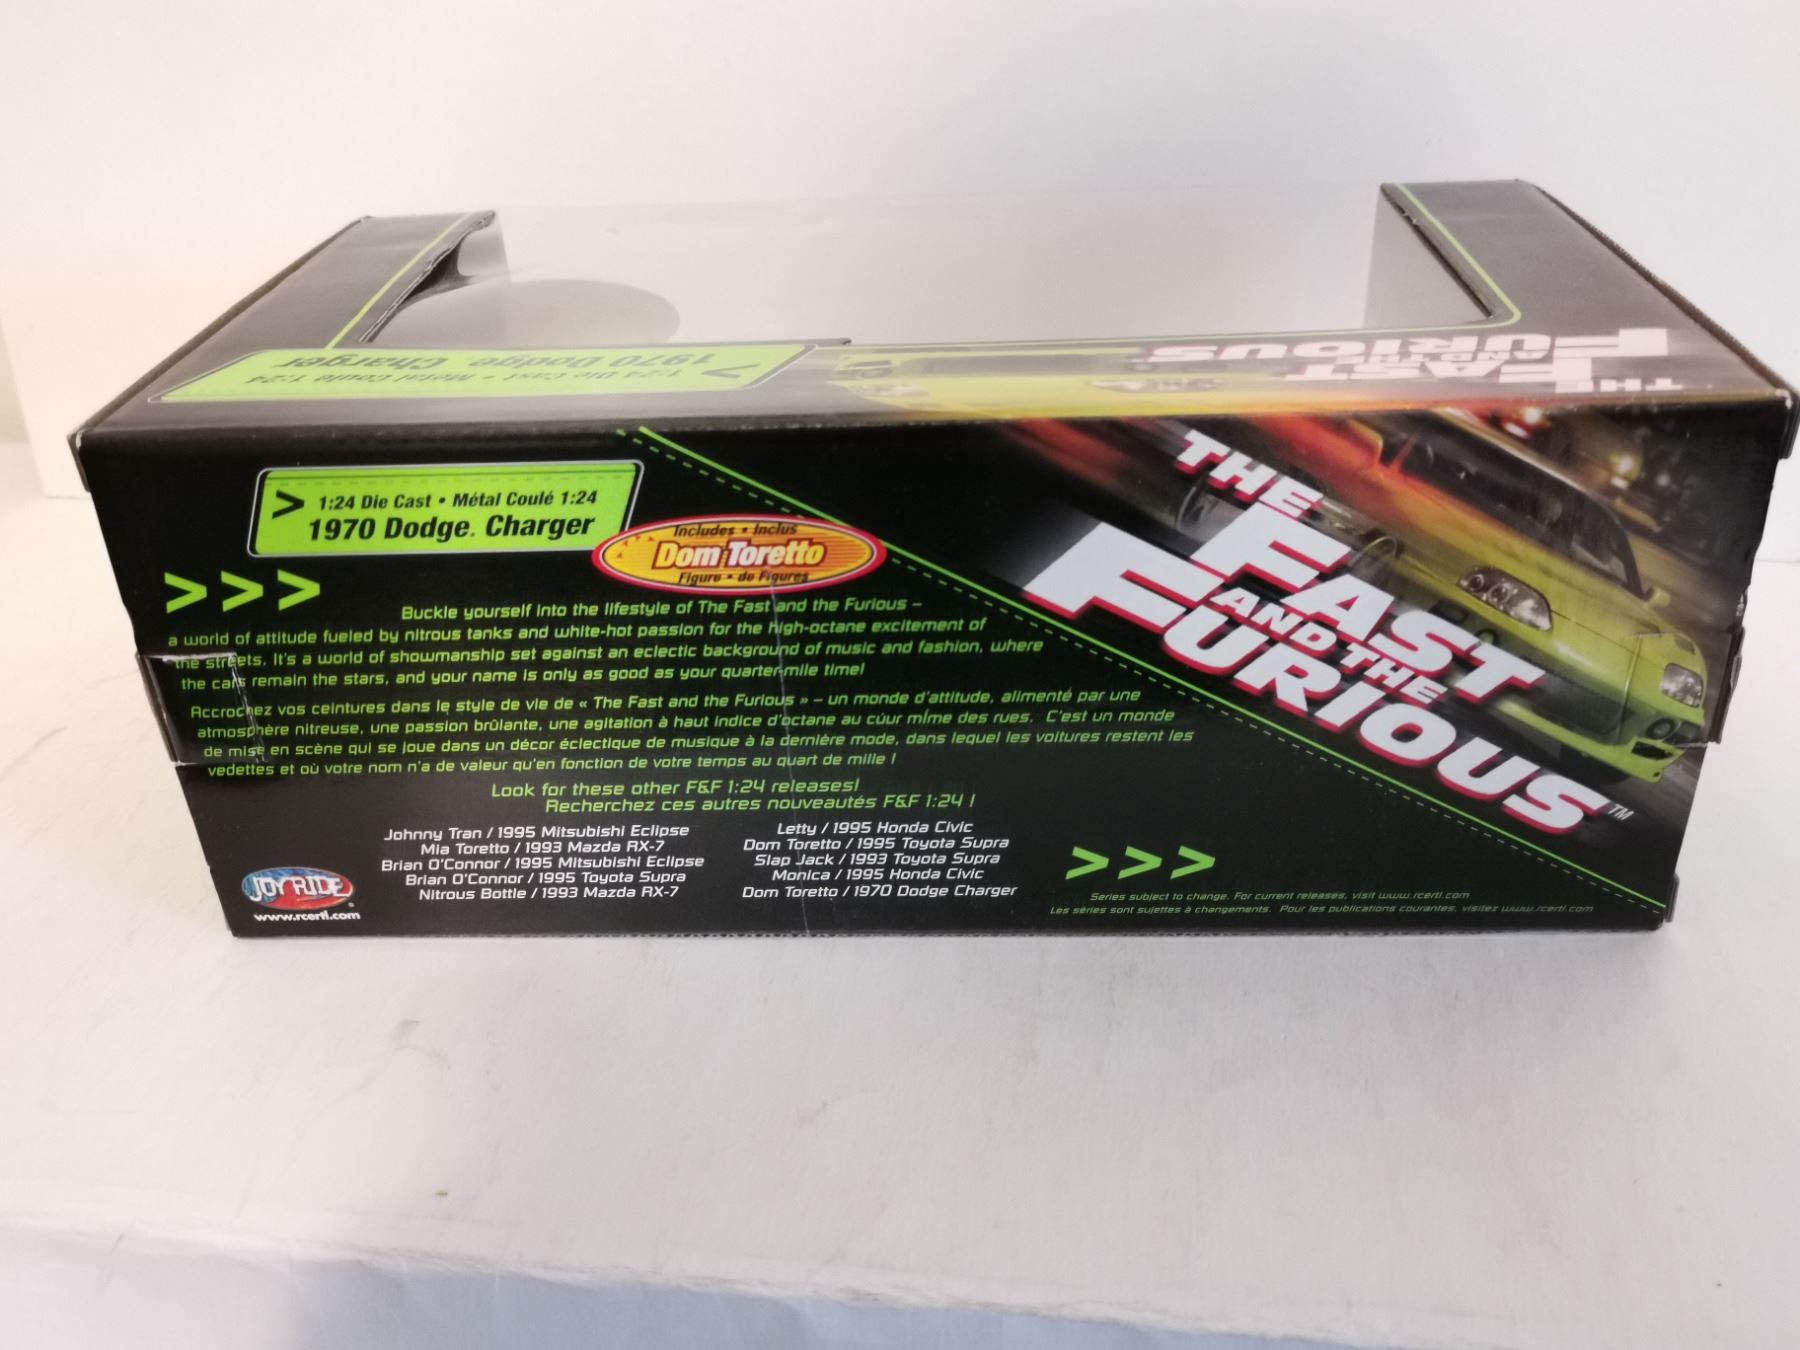 1:24 Die Cast • Métal Coulé 1:24
1970 Dodge. Charger
THE
FAST
AND THE
FURIOUS
> 1:24 Die Cast • Métal Coulé 1:24
1970 Dodge. Charger
Includes • Inclus
Dom Toretto
Figure • de Figures
THE
FAST
AND THE
FURIOUS™
>>>
Buckle yourself into the lifestyle of The Fast and the Furious –
a world of attitude fueled by nitrous tanks and white-hot passion for the high-octane excitement of
the streets. It's a world of showmanship set against an eclectic background of music and fashion, where
the cars remain the stars, and your name is only as good as your quarter-mile time!
Accrochez vos ceintures dans le style de vie de « The Fast and the Furious » – un monde d'attitude, alimenté par une
atmosphère nitreuse, une passion brûlante, une agitation à haut indice d'octane au cúur mîme des rues. C'est un monde
de mise en scène qui se joue dans un décor éclectique de musique à la dernière mode, dans lequel les voitures restent les
vedettes et où votre nom n'a de valeur qu'en fonction de votre temps au quart de mille !
Look for these other F&F 1:24 releases!
Recherchez ces autres nouveautés F&F 1:24 !
Johnny Tran / 1995 Mitsubishi Eclipse
Mia Toretto / 1993 Mazda RX-7
Brian O'Connor / 1995 Mitsubishi Eclipse
Brian O'Connor / 1995 Toyota Supra
Nitrous Bottle / 1993 Mazda RX-7
Letty / 1995 Honda Civic
Dom Toretto / 1995 Toyota Supra
Slap Jack / 1993 Toyota Supra
Monica / 1995 Honda Civic
Dom Toretto / 1970 Dodge Charger
>>>
JOY RIDE®
www.rcertl.com
Series subject to change. For current releases, visit www.rcertl.com
Les séries sont sujettes à changements. Pour les publications courantes, visitez www.rcertl.com